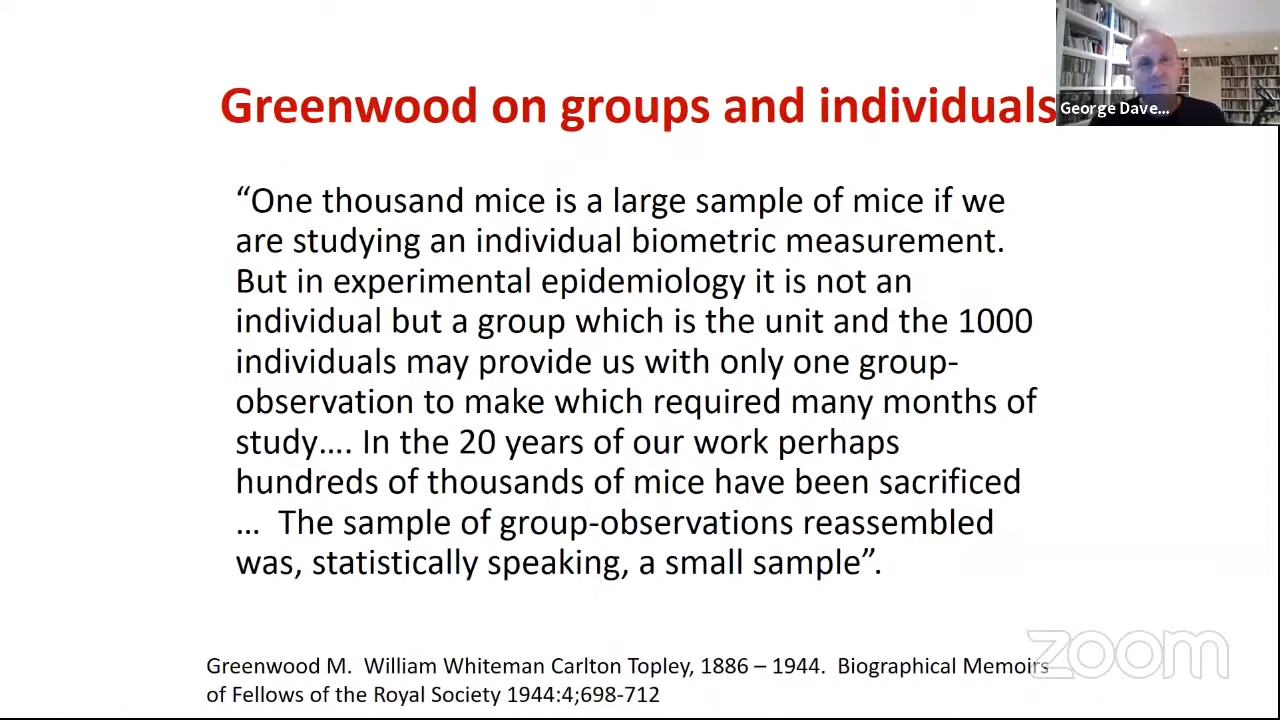 Greenwood on groups and individuals
George Dave...
“One thousand mice is a large sample of mice if we
are studying an individual biometric measurement.
But in experimental epidemiology it is not an
individual but a group which is the unit and the 1000
individuals may provide us with only one group-
observation to make which required many months of
study…. In the 20 years of our work perhaps
hundreds of thousands of mice have been sacrificed
… The sample of group-observations reassembled
was, statistically speaking, a small sample”.
zoom
Greenwood M. William Whiteman Carlton Topley, 1886 – 1944. Biographical Memoirs
of Fellows of the Royal Society 1944:4;698-712